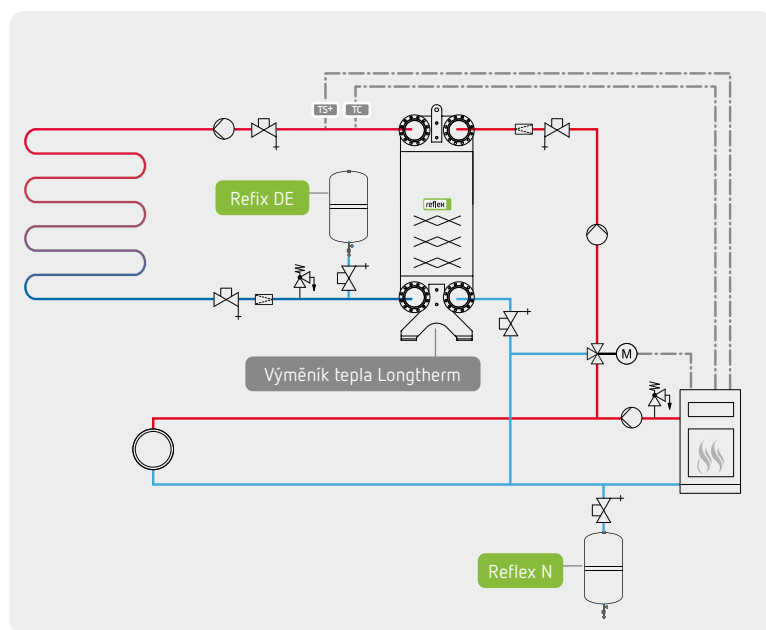 TS+ TC
Refix DE
reflex
Výměník tepla Longtherm
M
Reflex N